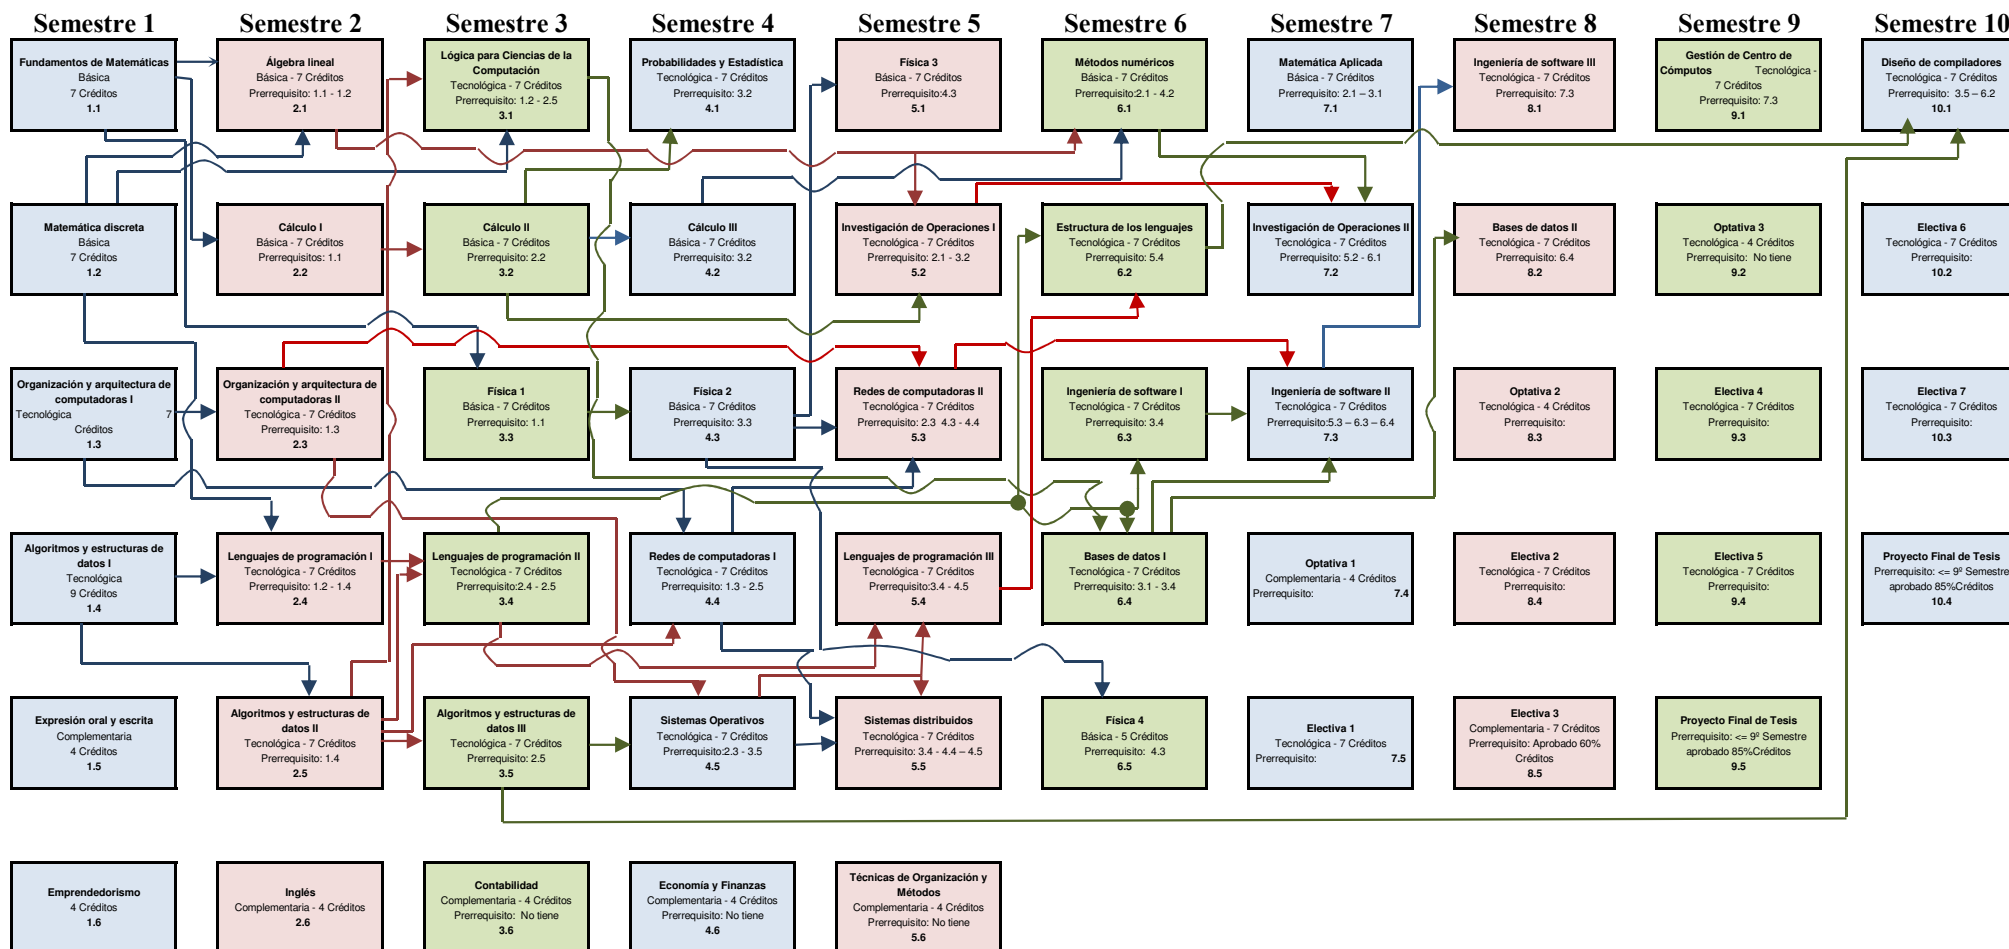 Semestre 1
Semestre 2
Semestre 3
Semestre 4
Semestre 5
Semestre 6
Semestre 7
Semestre 8
Semestre 9
Semestre 10
Fundamentos de Matemáticas
Básica
7 Créditos
1.1
Álgebra lineal
Básica - 7 Créditos
Prerrequisito: 1.1 - 1.2
2.1
Lógica para Ciencias de la
Computación
Tecnológica - 7 Créditos
Prerrequisito: 1.2 - 2.5
3.1
Probabilidades y Estadística
Tecnológica - 7 Créditos
Prerrequisito: 3.2
4.1
Física 3
Básica - 7 Créditos
Prerrequisito:4.3
5.1
Métodos numéricos
Básica - 7 Créditos
Prerrequisito:2.1 - 4.2
6.1
Matemática Aplicada
Básica - 7 Créditos
Prerrequisito: 2.1 – 3.1
7.1
Ingeniería de software III
Tecnológica - 7 Créditos
Prerrequisito: 7.3
8.1
Gestión de Centro de
Cómputos Tecnológica -
7 Créditos
Prerrequisito: 7.3
9.1
Diseño de compiladores
Tecnológica - 7 Créditos
Prerrequisito: 3.5 – 6.2
10.1
Matemática discreta
Básica
7 Créditos
1.2
Cálculo I
Básica - 7 Créditos
Prerrequisitos: 1.1
2.2
Cálculo II
Básica - 7 Créditos
Prerrequisito: 2.2
3.2
Cálculo III
Básica - 7 Créditos
Prerrequisito: 3.2
4.2
Investigación de Operaciones I
Tecnológica - 7 Créditos
Prerrequisito: 2.1 - 3.2
5.2
Estructura de los lenguajes
Tecnológica - 7 Créditos
Prerrequisito: 5.4
6.2
Investigación de Operaciones II
Tecnológica - 7 Créditos
Prerrequisito: 5.2 - 6.1
7.2
Bases de datos II
Tecnológica - 7 Créditos
Prerrequisito: 6.4
8.2
Optativa 3
Tecnológica - 4 Créditos
Prerrequisito: No tiene
9.2
Electiva 6
Tecnológica - 7 Créditos
Prerrequisito:
10.2
Organización y arquitectura de
computadoras I
Tecnológica 7
Créditos
1.3
Organización y arquitectura de
computadoras II
Tecnológica - 7 Créditos
Prerrequisito: 1.3
2.3
Física 1
Básica - 7 Créditos
Prerrequisito: 1.1
3.3
Física 2
Básica - 7 Créditos
Prerrequisito: 3.3
4.3
Redes de computadoras II
Tecnológica - 7 Créditos
Prerrequisito: 2.3 4.3 - 4.4
5.3
Ingeniería de software I
Tecnológica - 7 Créditos
Prerrequisito: 3.4
6.3
Ingeniería de software II
Tecnológica - 7 Créditos
Prerrequisito:5.3 – 6.3 – 6.4
7.3
Optativa 2
Tecnológica - 4 Créditos
Prerrequisito:
8.3
Electiva 4
Tecnológica - 7 Créditos
Prerrequisito:
9.3
Electiva 7
Tecnológica - 7 Créditos
Prerrequisito:
10.3
Algoritmos y estructuras de
datos I
Tecnológica
9 Créditos
1.4
Lenguajes de programación I
Tecnológica - 7 Créditos
Prerrequisito: 1.2 - 1.4
2.4
Lenguajes de programación II
Tecnológica - 7 Créditos
Prerrequisito:2.4 - 2.5
3.4
Redes de computadoras I
Tecnológica - 7 Créditos
Prerrequisito: 1.3 - 2.5
4.4
Lenguajes de programación III
Tecnológica - 7 Créditos
Prerrequisito:3.4 - 4.5
5.4
Bases de datos I
Tecnológica - 7 Créditos
Prerrequisito: 3.1 - 3.4
6.4
Optativa 1
Complementaria - 4 Créditos
Prerrequisito: 7.4
Electiva 2
Tecnológica - 7 Créditos
Prerrequisito:
8.4
Electiva 5
Tecnológica - 7 Créditos
Prerrequisito:
9.4
Proyecto Final de Tesis
Prerrequisito: <= 9º Semestre
aprobado 85%Créditos
10.4
Expresión oral y escrita
Complementaria
4 Créditos
1.5
Algoritmos y estructuras de
datos II
Tecnológica - 7 Créditos
Prerrequisito: 1.4
2.5
Algoritmos y estructuras de
datos III
Tecnológica - 7 Créditos
Prerrequisito: 2.5
3.5
Sistemas Operativos
Tecnológica - 7 Créditos
Prerrequisito:2.3 - 3.5
4.5
Sistemas distribuidos
Tecnológica - 7 Créditos
Prerrequisito: 3.4 - 4.4 – 4.5
5.5
Física 4
Básica - 5 Créditos
Prerrequisito: 4.3
6.5
Electiva 1
Tecnológica - 7 Créditos
Prerrequisito: 7.5
Electiva 3
Complementaria - 7 Créditos
Prerrequisito: Aprobado 60%
Créditos
8.5
Proyecto Final de Tesis
Prerrequisito: <= 9º Semestre
aprobado 85%Créditos
9.5
Emprendedorismo
4 Créditos
1.6
Inglés
Complementaria - 4 Créditos
2.6
Contabilidad
Complementaria - 4 Créditos
Prerrequisito: No tiene
3.6
Economía y Finanzas
Complementaria - 4 Créditos
Prerrequisito: No tiene
4.6
Técnicas de Organización y
Métodos
Complementaria - 4 Créditos
Prerrequisito: No tiene
5.6